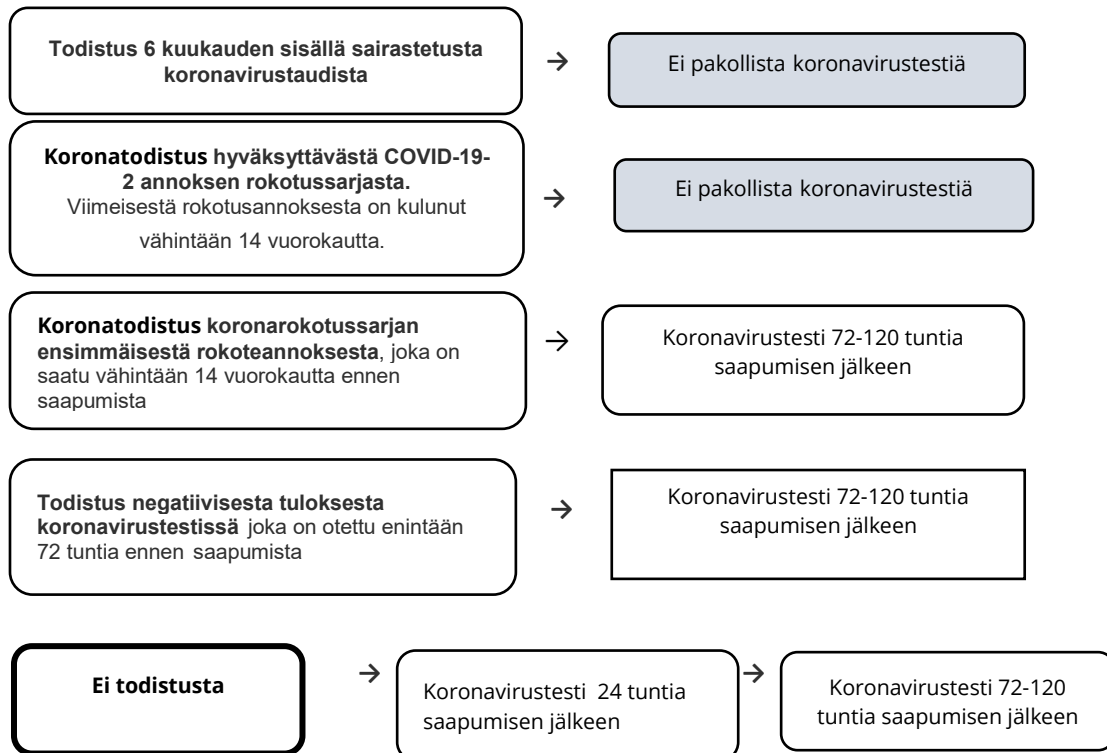 Todistus 6 kuukauden sisällä sairastetusta
koronavirustaudista
→
Ei pakollista koronavirustestiä
Koronatodistus hyväksyttävästä COVID-19-
2 annoksen rokotussarjasta.
Viimeisestä rokotusannoksesta on kulunut
vähintään 14 vuorokautta.
→
Ei pakollista koronavirustestiä
Koronatodistus koronarokotussarjan
ensimmäisestä rokoteannoksesta, joka on
saatu vähintään 14 vuorokautta ennen
saapumista
→
Koronavirustesti 72-120 tuntia
saapumisen jälkeen
Todistus negatiivisesta tuloksesta
koronavirustestissä joka on otettu enintään
72 tuntia ennen saapumista
→
Koronavirustesti 72-120 tuntia
saapumisen jälkeen
Ei todistusta
→
Koronavirustesti 24 tuntia
saapumisen jälkeen
→
Koronavirustesti 72-120
tuntia saapumisen jälkeen